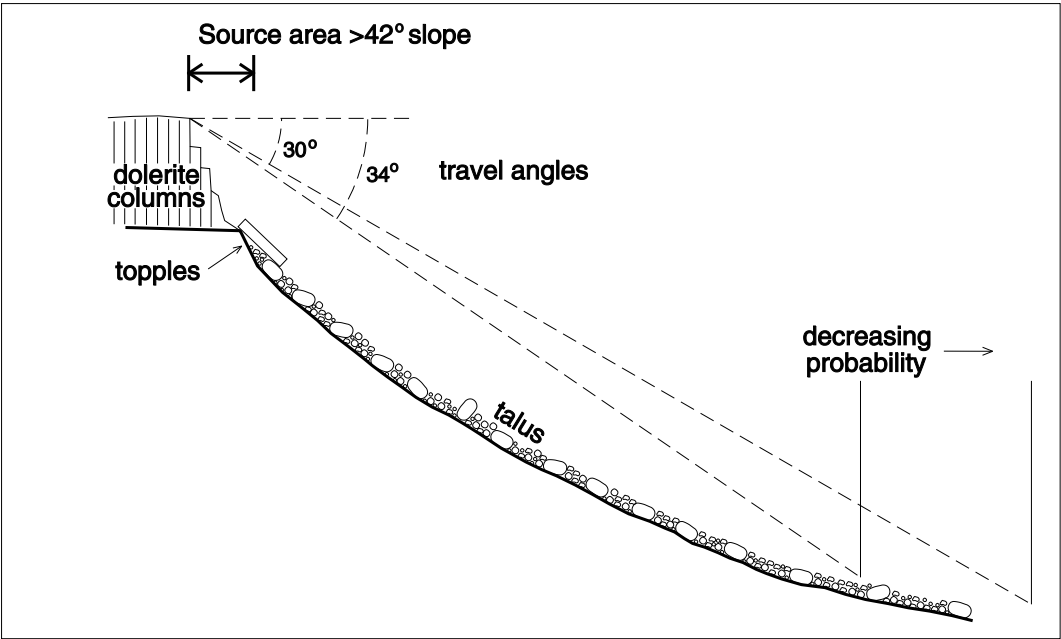 Source area >42° slope
30°
34°
travel angles
dolerite
columns
topples
decreasing
probability
talus